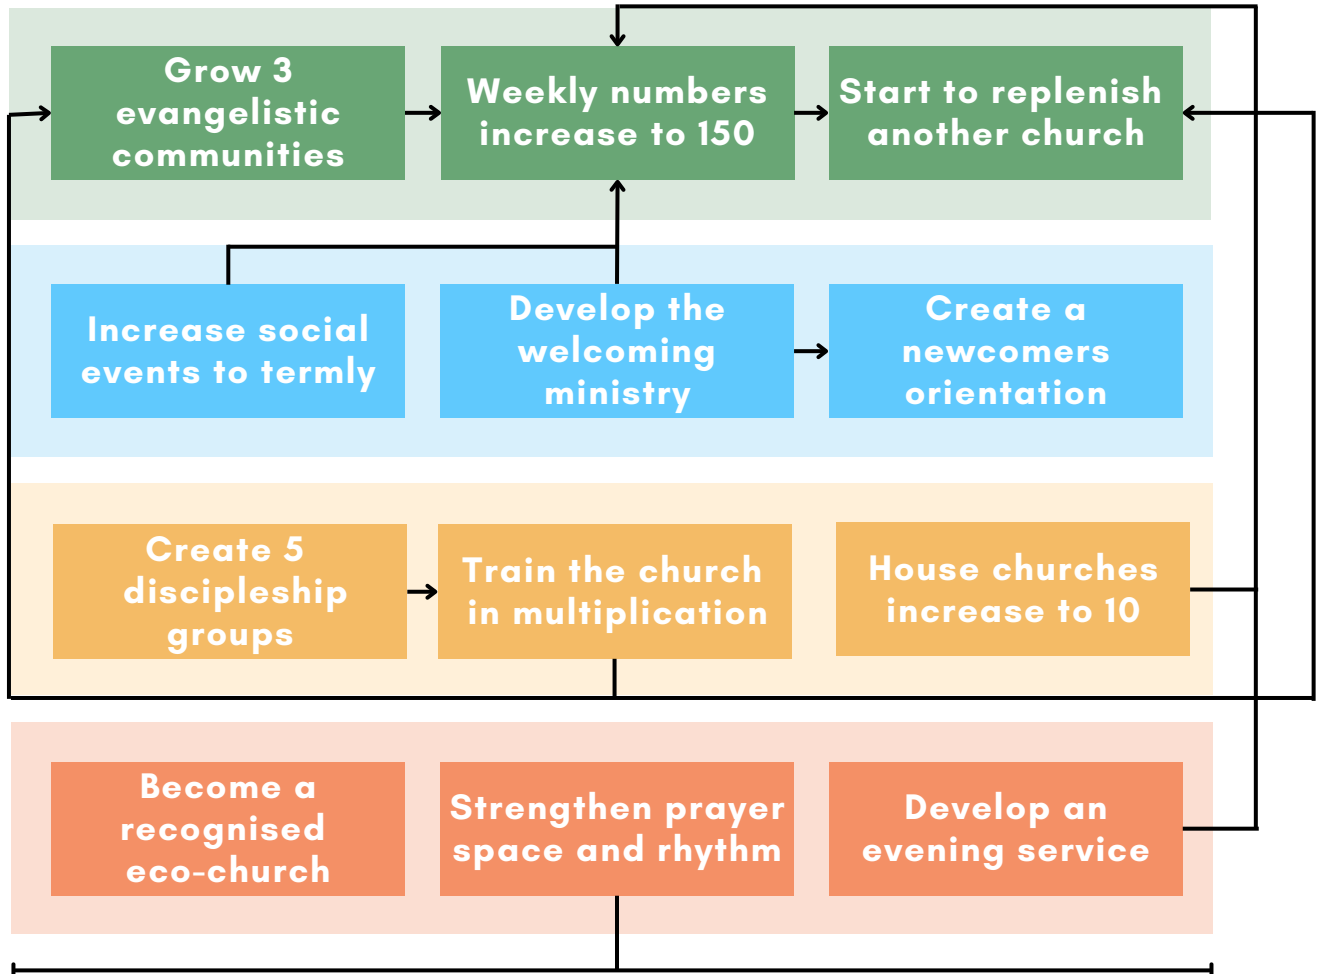 Grow 3
evangelistic
communities
Weekly numbers
increase to 150
Start to replenish
another church
Increase social
events to termly
Develop the
welcoming
ministry
Create a
newcomers
orientation
Create 5
discipleship
groups
Train the church
in multiplication
House churches
increase to 10
Become a
recognised
eco-church
Strengthen prayer
space and rhythm
Develop an
evening service